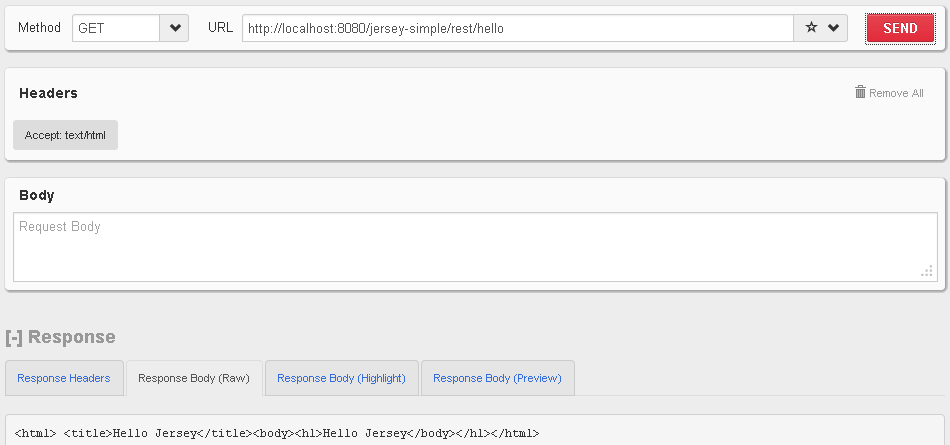 Method GET URL http://localhost:8080/jersey-simple/rest/hello SEND
Headers Remove All
Accept: text/html
Body
Request Body
[-] Response
Response Headers Response Body (Raw) Response Body (Highlight) Response Body (Preview)
<html> <title>Hello Jersey</title><body><h1>Hello Jersey</body></h1></html>